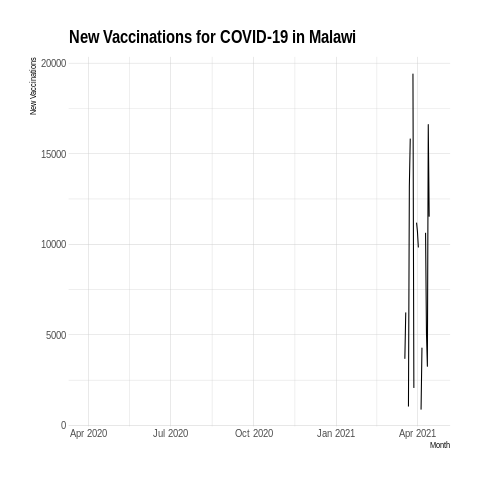 New Vaccinations for COVID-19 in Malawi
New Vaccinations
20000
15000
10000
5000
0
Apr 2020 Jul 2020 Oct 2020 Jan 2021 Apr 2021
Month